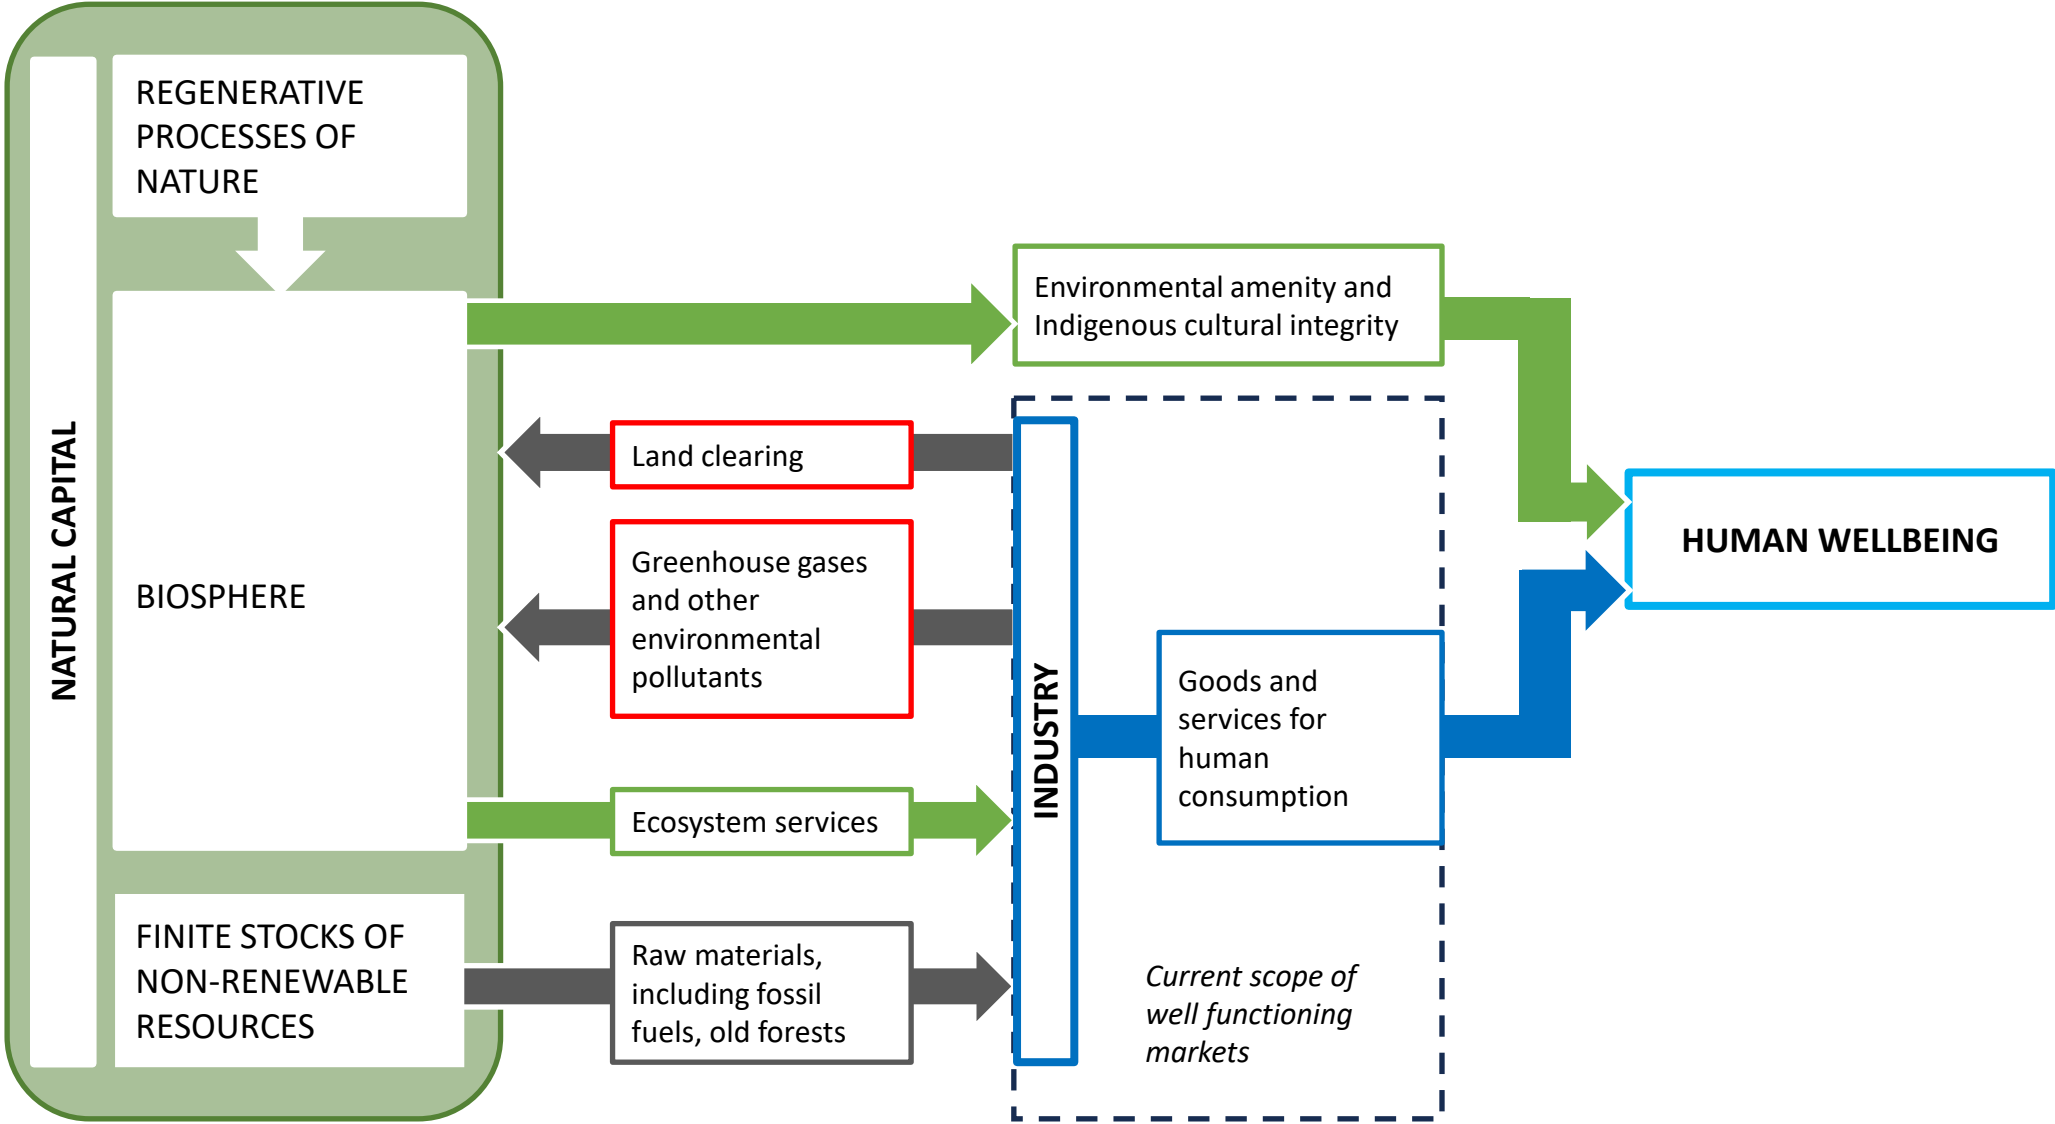 REGENERATIVE
PROCESSES OF
NATURE
NATURAL CAPITAL
BIOSPHERE
FINITE STOCKS OF
NON-RENEWABLE
RESOURCES
Environmental amenity and
Indigenous cultural integrity
Land clearing
Greenhouse gases
and other
environmental
pollutants
Ecosystem services
Raw materials,
including fossil
fuels, old forests
INDUSTRY
Goods and
services for
human
consumption
Current scope of
well functioning
markets
HUMAN WELLBEING